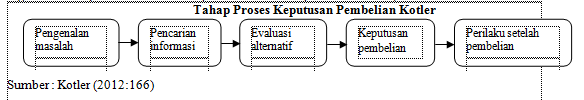 Tahap Proses Keputusan Pembelian Kotler
Pengenalan masalah
Pencarian informasi
Evaluasi alternatif
Keputusan pembelian
Perilaku setelah pembelian
Sumber : Kotler (2012:166)